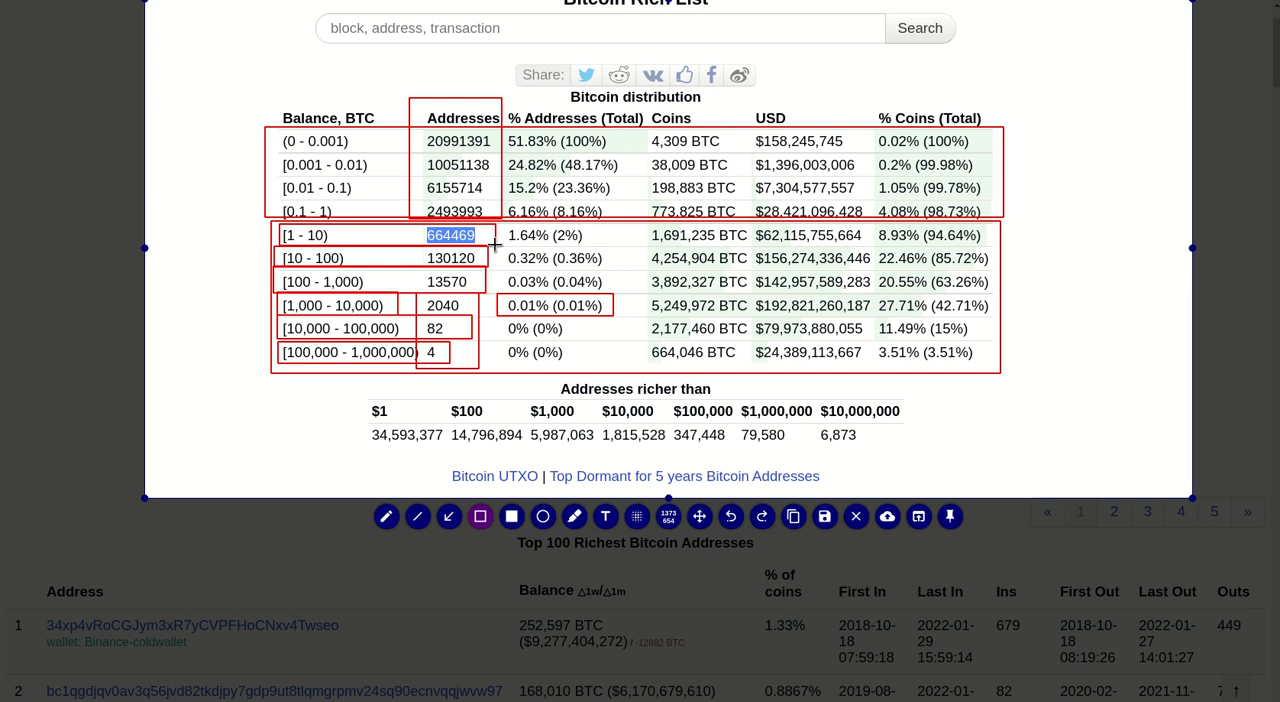 Bitcoin Rich List
block, address, transaction Search
Share:
Bitcoin distribution
Balance, BTC Addresses % Addresses (Total) Coins USD % Coins (Total)
(0 - 0.001) 20991391 51.83% (100%) 4,309 BTC $158,245,745 0.02% (100%)
[0.001 - 0.01) 10051138 24.82% (48.17%) 38,009 BTC $1,396,003,006 0.2% (99.98%)
[0.01 - 0.1) 6155714 15.2% (23.36%) 198,883 BTC $7,304,577,557 1.05% (99.78%)
[0.1 - 1) 2493993 6.16% (8.16%) 773,825 BTC $28,421,096,428 4.08% (98.73%)
[1 - 10) 664469 1.64% (2%) 1,691,235 BTC $62,115,755,664 8.93% (94.64%)
[10 - 100) 130120 0.32% (0.36%) 4,254,904 BTC $156,274,336,446 22.46% (85.72%)
[100 - 1,000) 13570 0.03% (0.04%) 3,892,327 BTC $142,957,589,283 20.55% (63.26%)
[1,000 - 10,000) 2040 0.01% (0.01%) 5,249,972 BTC $192,821,260,187 27.71% (42.71%)
[10,000 - 100,000) 82 0% (0%) 2,177,460 BTC $79,973,880,055 11.49% (15%)
[100,000 - 1,000,000) 4 0% (0%) 664,046 BTC $24,389,113,667 3.51% (3.51%)
Addresses richer than
$1 $100 $1,000 $10,000 $100,000 $1,000,000 $10,000,000
34,593,377 14,796,894 5,987,063 1,815,528 347,448 79,580 6,873
Bitcoin UTXO | Top Dormant for 5 years Bitcoin Addresses
T 1373
654
« 1 2 3 4 5 »
Top 100 Richest Bitcoin Addresses
Address Balance △1w/△1m % of coins First In Last In Ins First Out Last Out Outs
1 34xp4vRoCGJym3xR7yCVPFHoCNxv4Twseo 252,597 BTC 1.33% 2018-10-18 07:59:18 2022-01-29 15:59:14 679 2018-10-18 08:19:26 2022-01-27 14:01:27 449
wallet: Binance-coldwallet ($9,277,404,272) / -12982 BTC
2 bc1qgdjqv0av3q56jvd82tkdjpy7gdp9ut8tlqmgrpmv24sq90ecnvqqjwvw97 168,010 BTC ($6,170,679,610) 0.8867% 2019-08- 2022-01- 82 2020-02- 2021-11- 7 ↑